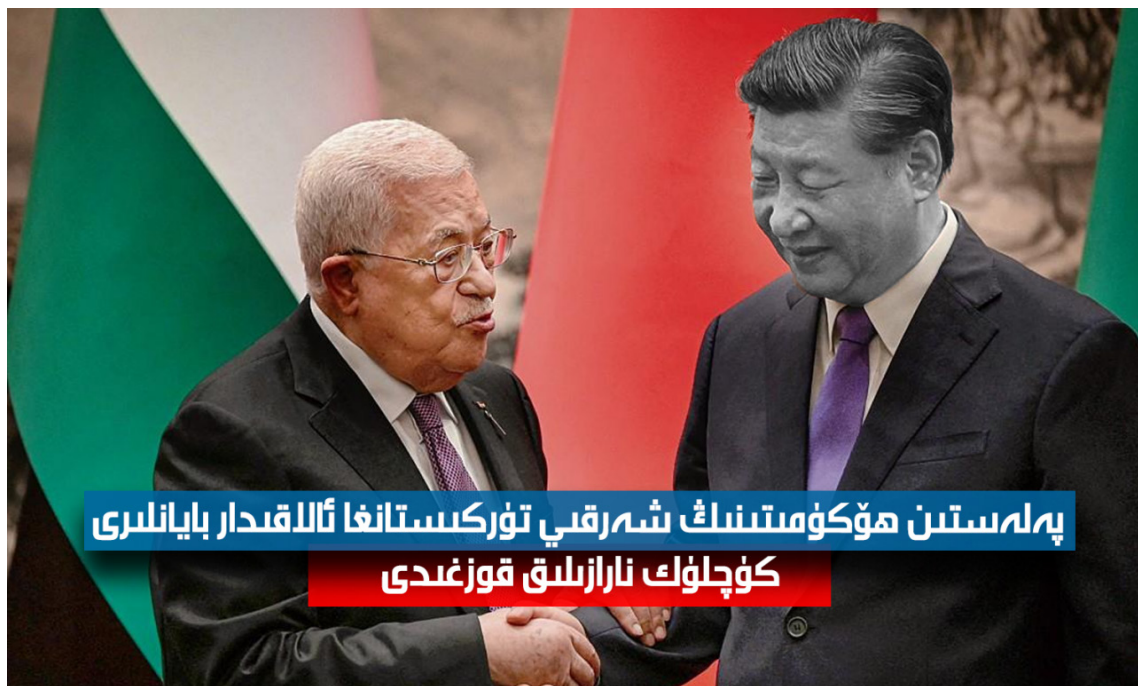 پەلەستىن ھۆكۈمىتىنىڭ شەرقىي تۈركىستانغا ئالاقىدار بايانلىرى
كۈچلۈك نارازىلىق قوزغىدى